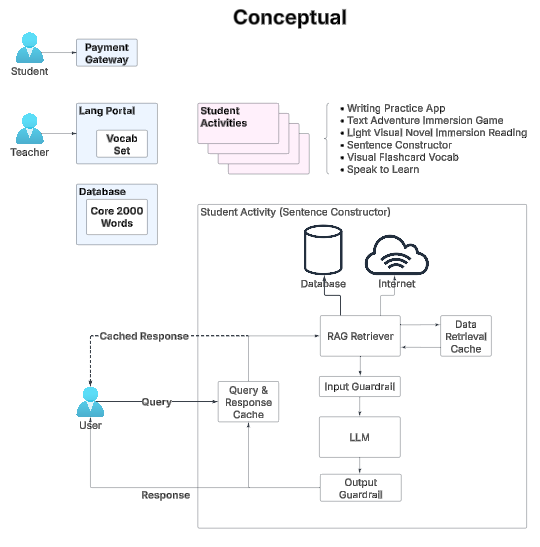 Conceptual
Student
Payment
Gateway
Teacher
Lang Portal
Vocab
Set
Student
Activities
• Writing Practice App
• Text Adventure Immersion Game
• Light Visual Novel Immersion Reading
• Sentence Constructor
• Visual Flashcard Vocab
• Speak to Learn
Database
Core 2000
Words
Student Activity (Sentence Constructor)
Database
Internet
RAG Retriever
Data
Retrieval
Cache
Cached Response
Input Guardrail
User
Query
Query &
Response
Cache
LLM
Output
Guardrail
Response